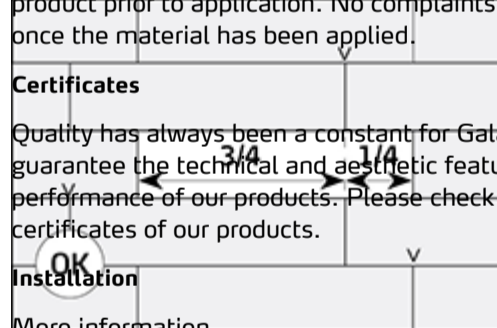 product prior to application. No complaints
once the material has been applied.
Certificates
Quality has always been a constant for Gal
3/4 1/4
guarantee the technical and aesthetic featu
performance of our products. Please check
certificates of our products.
OK
Installation
More information